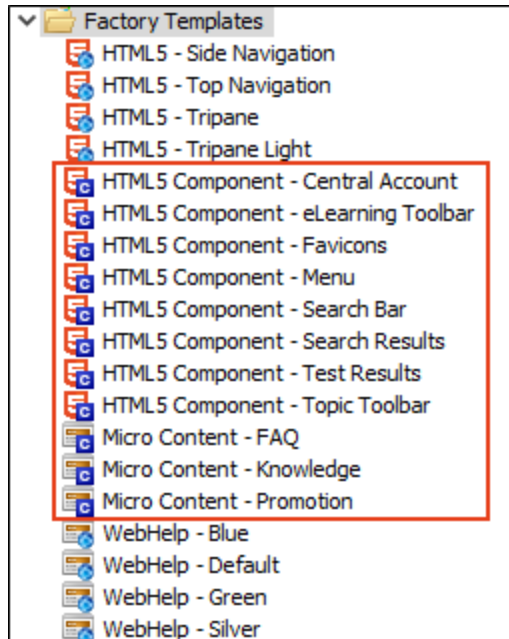 Factory Templates
HTML5 - Side Navigation
HTML5 - Top Navigation
HTML5 - Tripane
HTML5 - Tripane Light
HTML5 Component - Central Account
HTML5 Component - eLearning Toolbar
HTML5 Component - Favicons
HTML5 Component - Menu
HTML5 Component - Search Bar
HTML5 Component - Search Results
HTML5 Component - Test Results
HTML5 Component - Topic Toolbar
Micro Content - FAQ
Micro Content - Knowledge
Micro Content - Promotion
WebHelp - Blue
WebHelp - Default
WebHelp - Green
WebHelp - Silver